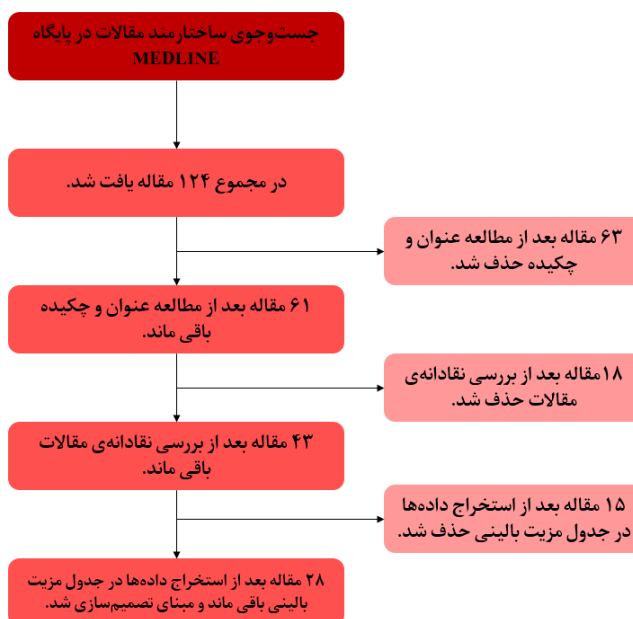 جست‌وجوی ساختارمند مقالات در پایگاه
MEDLINE
در مجموع ۱۲۴ مقاله یافت شد.
۶۳ مقاله بعد از مطالعه عنوان و
چکیده حذف شد.
۶۱ مقاله بعد از مطالعه عنوان و چکیده
باقی ماند.
۱۸مقاله بعد از بررسی نقادانه‌ی
مقالات حذف شد.
۴۳ مقاله بعد از بررسی نقادانه‌ی مقالات
باقی ماند.
۱۵ مقاله بعد از استخراج داده‌ها
در جدول مزیت بالینی حذف شد.
۲۸ مقاله بعد از استخراج داده‌ها در جدول مزیت
بالینی باقی ماند و مبنای تصمیم‌سازی شد.